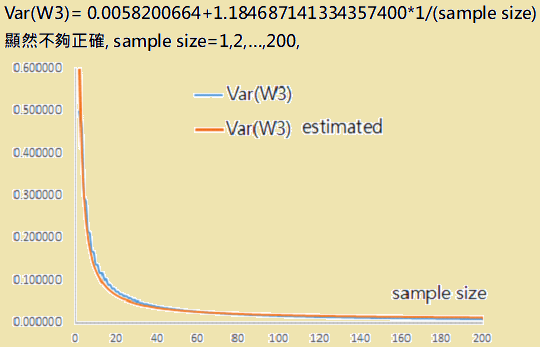 Var(W3)= 0.0058200664+1.184687141334357400*1/(sample size)
顯然不夠正確, sample size=1,2,...,200,
0.600000
0.500000
0.400000
0.300000
0.200000
0.100000
0.000000
Var(W3)
Var(W3) estimated
sample size
0 20 40 60 80 100 120 140 160 180 200